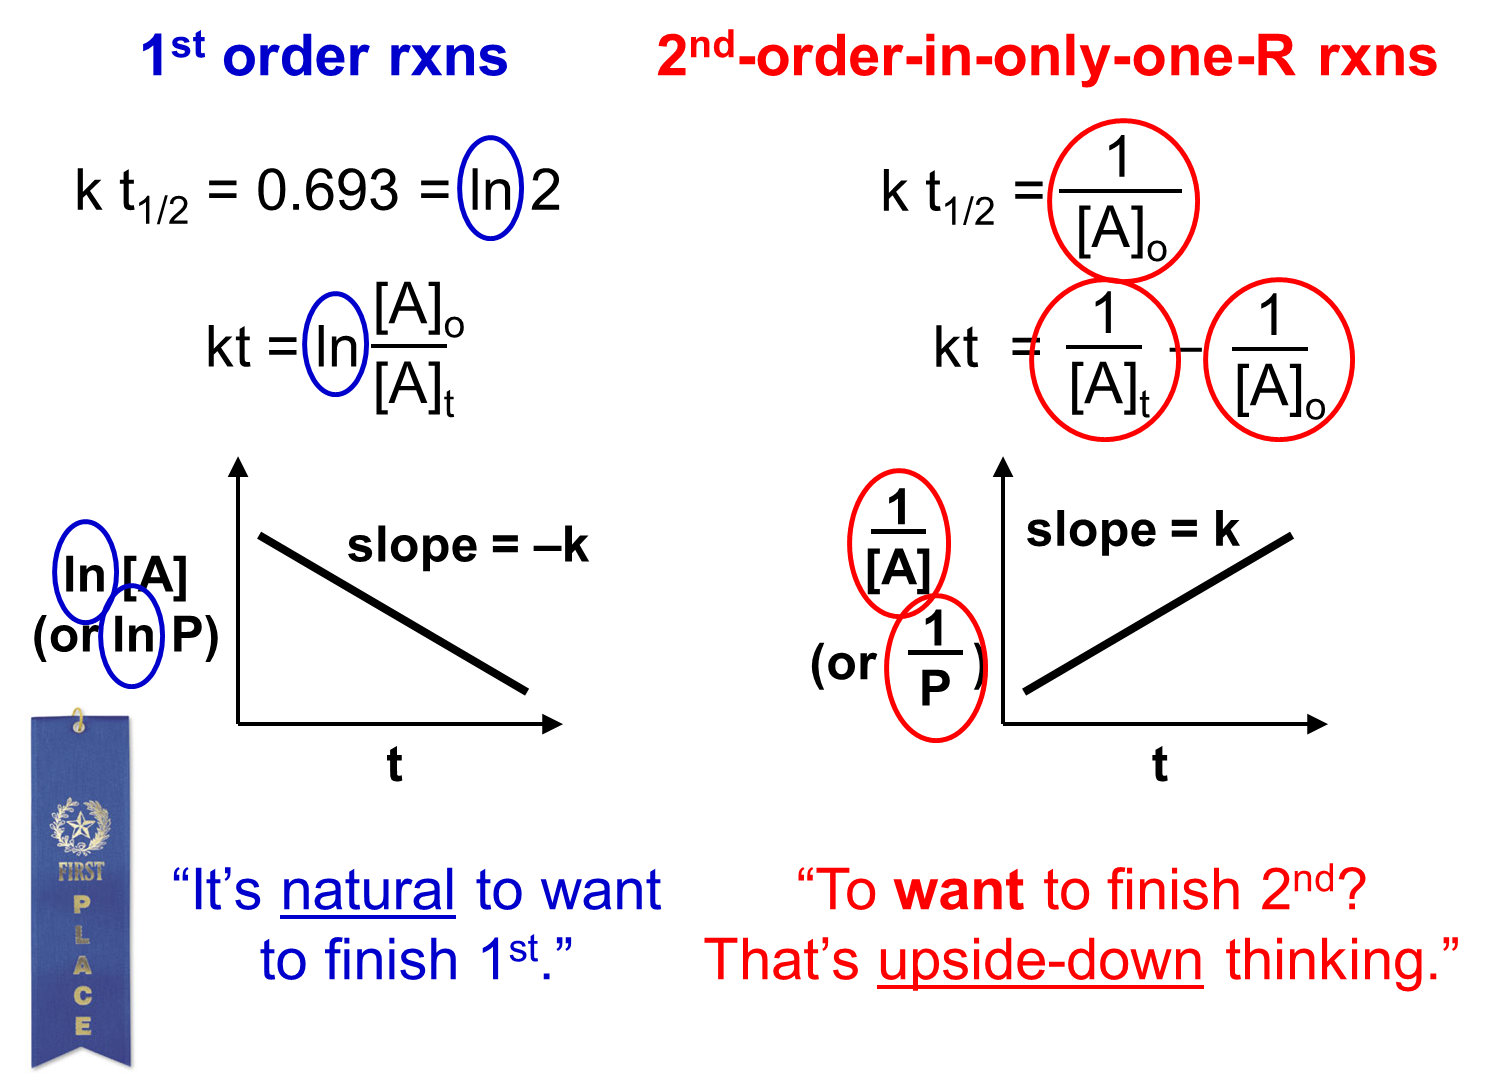 1st order rxns
k t1/2 = 0.693 = ln 2
kt = ln [A]o / [A]t
ln [A]
(or ln P)
slope = –k
t
FIRST
PLACE
“It’s natural to want
to finish 1st.”
2nd-order-in-only-one-R rxns
k t1/2 = 1 / [A]o
kt = 1 / [A]t – 1 / [A]o
1 / [A]
(or 1 / P )
slope = k
t
“To want to finish 2nd?
That’s upside-down thinking.”